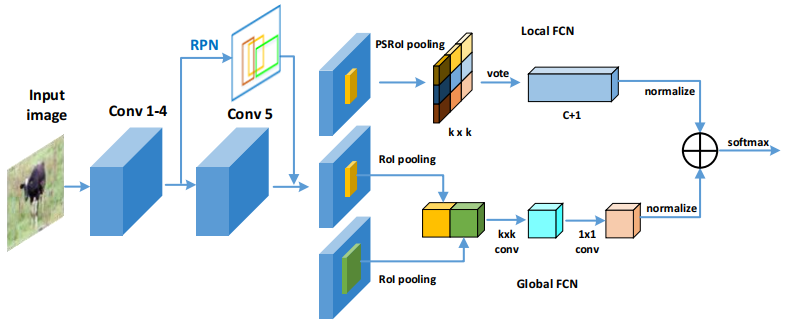 RPN
Input
image
Conv 1-4
Conv 5
PSRoI pooling
k x k
vote
Local FCN
C+1
normalize
softmax
RoI pooling
kxk
conv
1x1
conv
normalize
RoI pooling
Global FCN